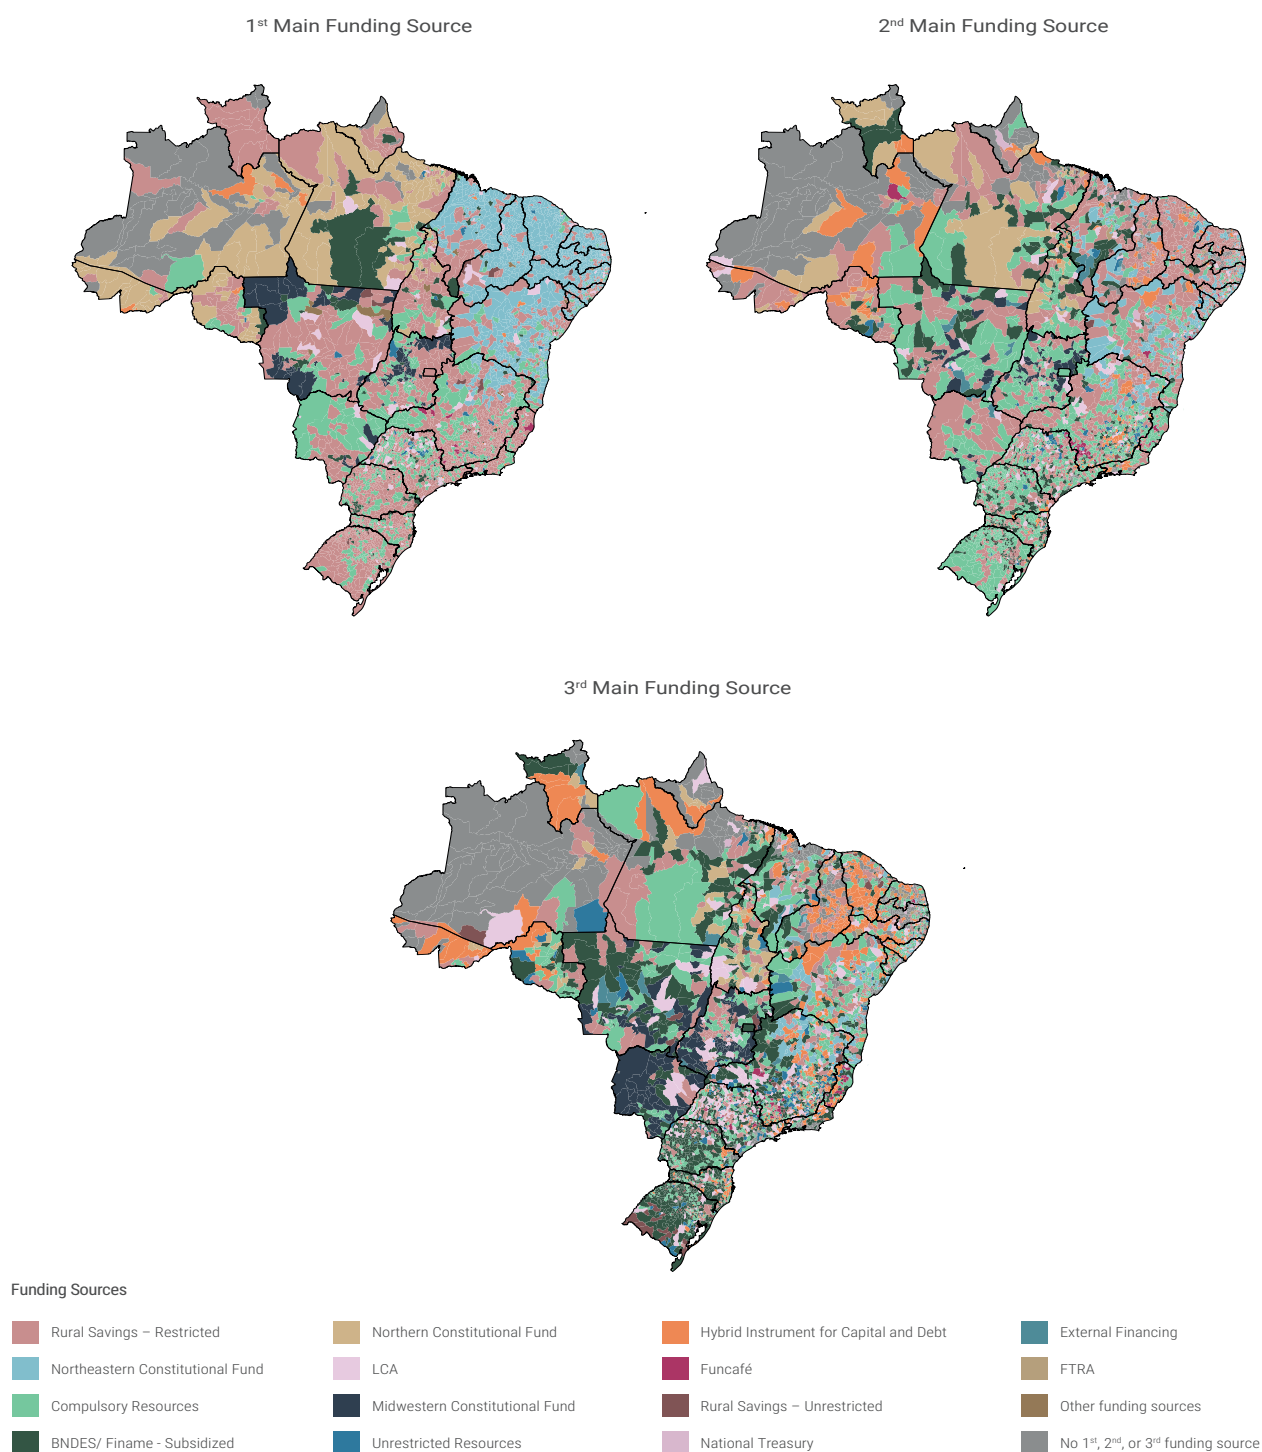 1st Main Funding Source
2nd Main Funding Source
3rd Main Funding Source
Funding Sources
Rural Savings – Restricted
Northern Constitutional Fund
Hybrid Instrument for Capital and Debt
External Financing
Northeastern Constitutional Fund
LCA
Funcafé
FTRA
Compulsory Resources
Midwestern Constitutional Fund
Rural Savings – Unrestricted
Other funding sources
BNDES/ Finame - Subsidized
Unrestricted Resources
National Treasury
No 1st, 2nd, or 3rd funding source